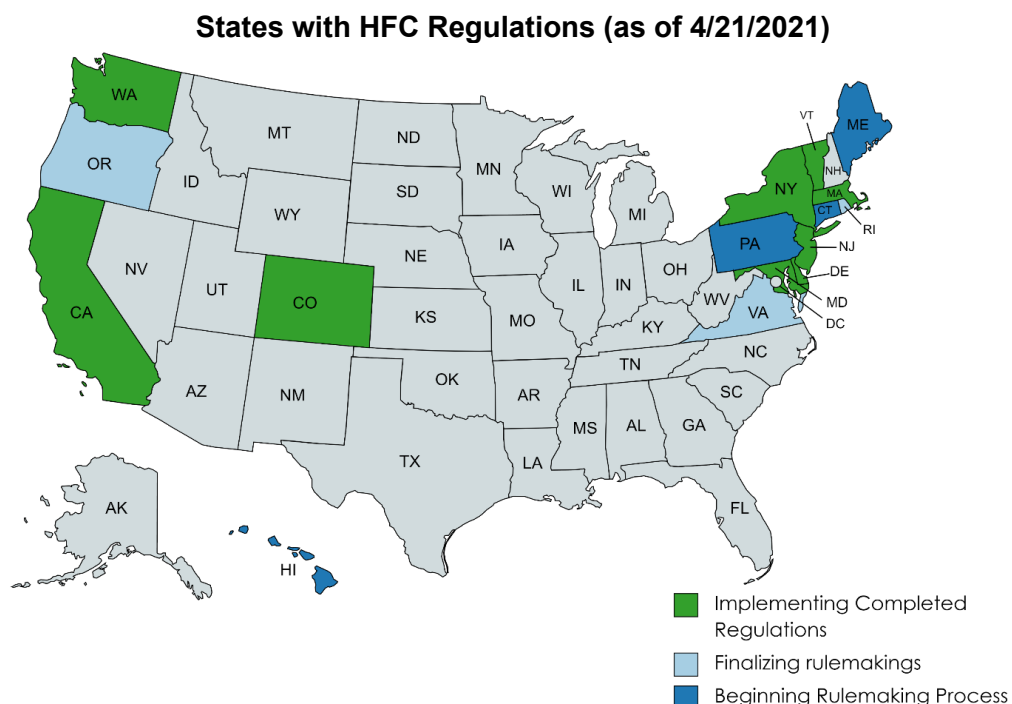 States with HFC Regulations (as of 4/21/2021)
WA
MT
ND
MN
VT
ME
OR
ID
SD
WI
MI
NY
NH
MA
CT
RI
WY
IA
PA
NJ
NE
NV
UT
CO
IL
IN
OH
DE
MD
DC
WV
VA
CA
KS
MO
KY
NC
AZ
NM
OK
AR
TN
SC
MS
AL
GA
TX
LA
FL
AK
HI
Implementing Completed
Regulations
Finalizing rulemakings
Beginning Rulemaking Process